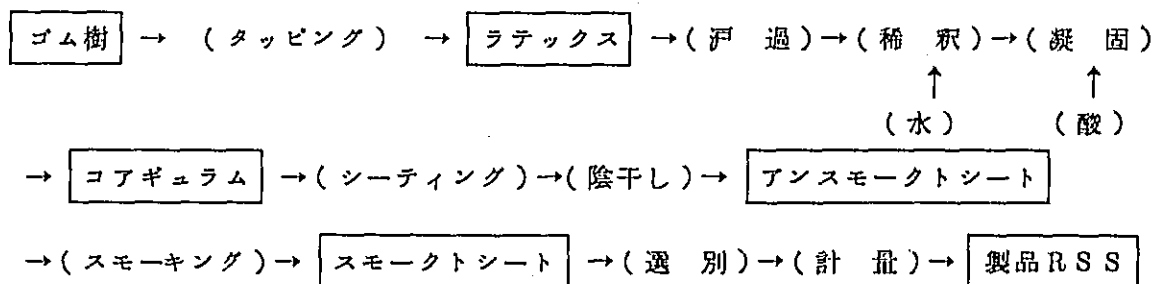 ゴム樹 → (タッピング) → ラテックス →(沪 過)→(稀 釈)→(凝 固)
↑ ↑
(水) (酸)
→ コアギュラム →(シーティング)→(陰干し)→ アンスモークトシート
→(スモーキング)→ スモークトシート →(選 別)→(計 量)→ 製品RSS